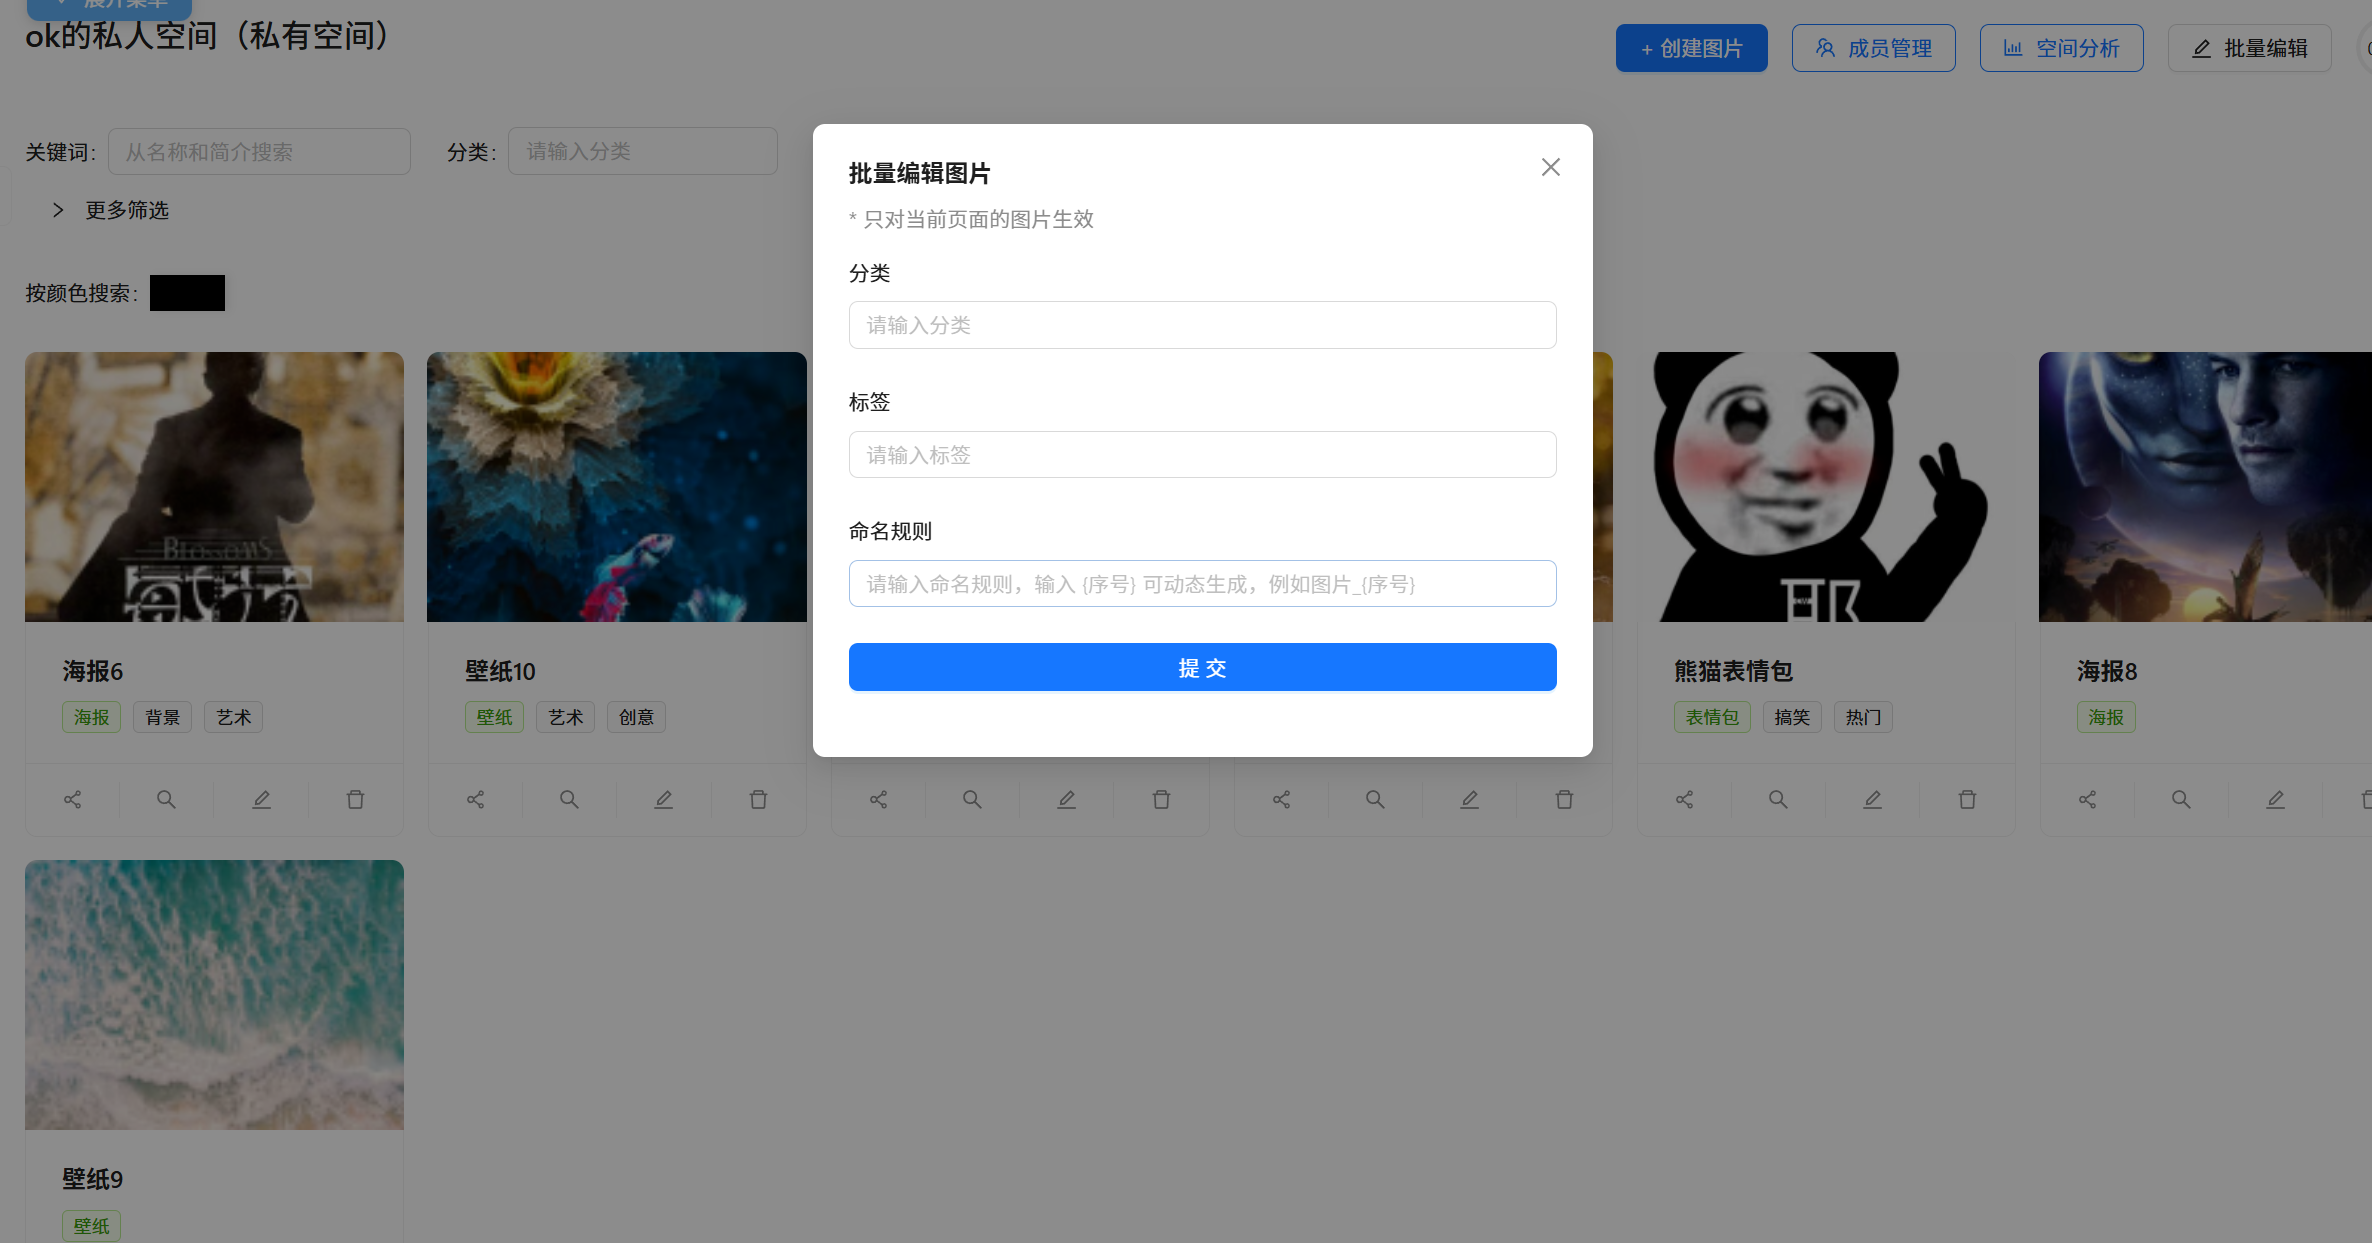 展开菜单
ok的私人空间（私有空间）
+ 创建图片
成员管理
空间分析
批量编辑
关键词:
从名称和简介搜索
分类:
请输入分类
更多筛选
按颜色搜索:
批量编辑图片
* 只对当前页面的图片生效
分类
请输入分类
标签
请输入标签
命名规则
请输入命名规则，输入 {序号} 可动态生成，例如图片_{序号}
提 交
BLOSSOMS
海报6
海报
背景
艺术
壁纸10
壁纸
艺术
创意
熊猫表情包
表情包
搞笑
热门
海报8
海报
壁纸9
壁纸